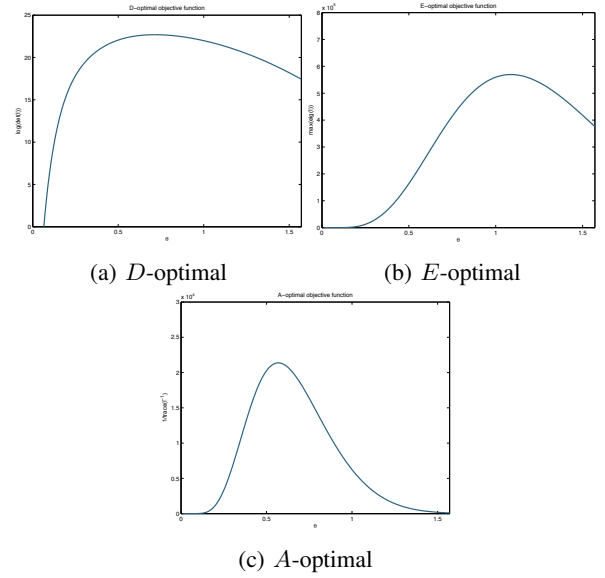 D-optimal objective function
25
20
15
10
5
0
log(det(I))
0 0.5 1 1.5
θ
(a) D-optimal
E-optimal objective function
8
7
6
5
4
3
2
1
0
max(eig(I))
0 0.5 1 1.5
θ
(b) E-optimal
A-optimal objective function
3
2.5
2
1.5
1
0.5
0
1/trace(I⁻¹)
0 0.5 1 1.5
θ
(c) A-optimal